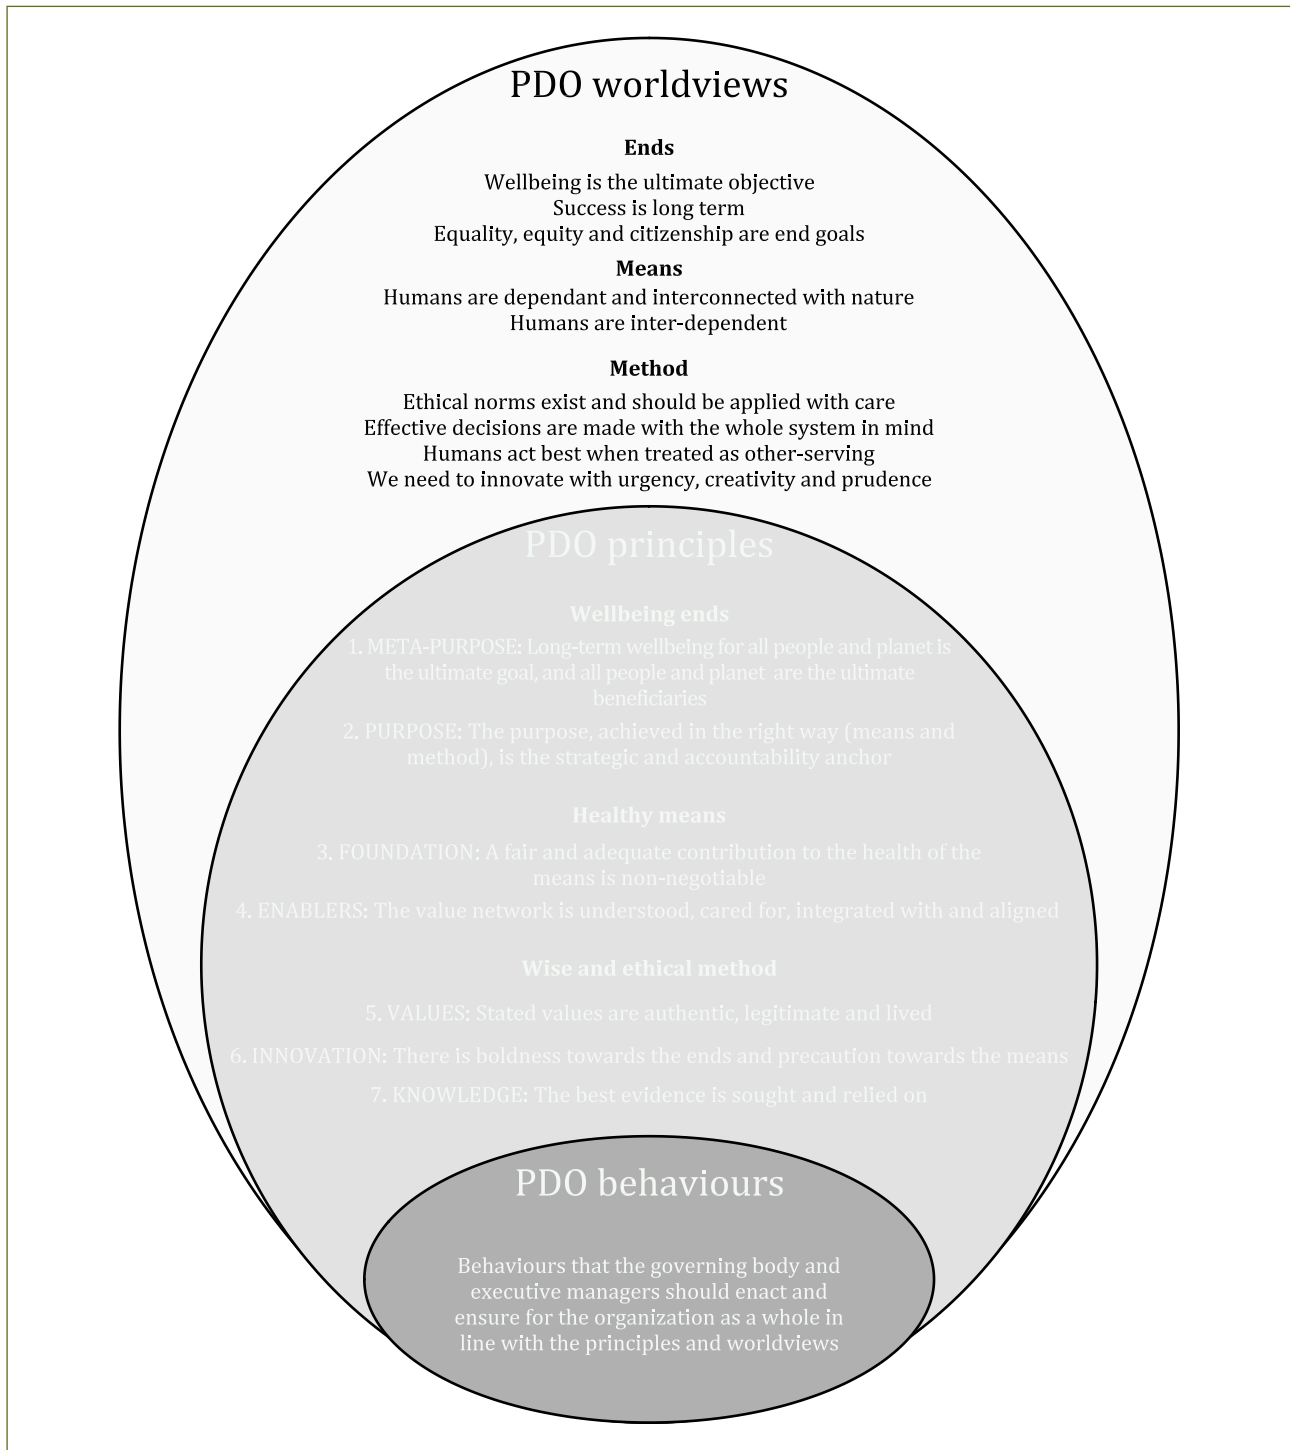 PDO worldviews
Ends
Wellbeing is the ultimate objective
Success is long term
Equality, equity and citizenship are end goals
Means
Humans are dependant and interconnected with nature
Humans are inter-dependent
Method
Ethical norms exist and should be applied with care
Effective decisions are made with the whole system in mind
Humans act best when treated as other-serving
We need to innovate with urgency, creativity and prudence
PDO principles
Wellbeing ends
1. META-PURPOSE: Long-term wellbeing for all people and planet is
the ultimate goal, and all people and planet are the ultimate
beneficiaries
2. PURPOSE: The purpose, achieved in the right way (means and
method), is the strategic and accountability anchor
Healthy means
3. FOUNDATION: A fair and adequate contribution to the health of the
means is non-negotiable
4. ENABLERS: The value network is understood, cared for, integrated with and aligned
Wise and ethical method
5. VALUES: Stated values are authentic, legitimate and lived
6. INNOVATION: There is boldness towards the ends and precaution towards the means
7. KNOWLEDGE: The best evidence is sought and relied on
PDO behaviours
Behaviours that the governing body and
executive managers should enact and
ensure for the organization as a whole in
line with the principles and worldviews